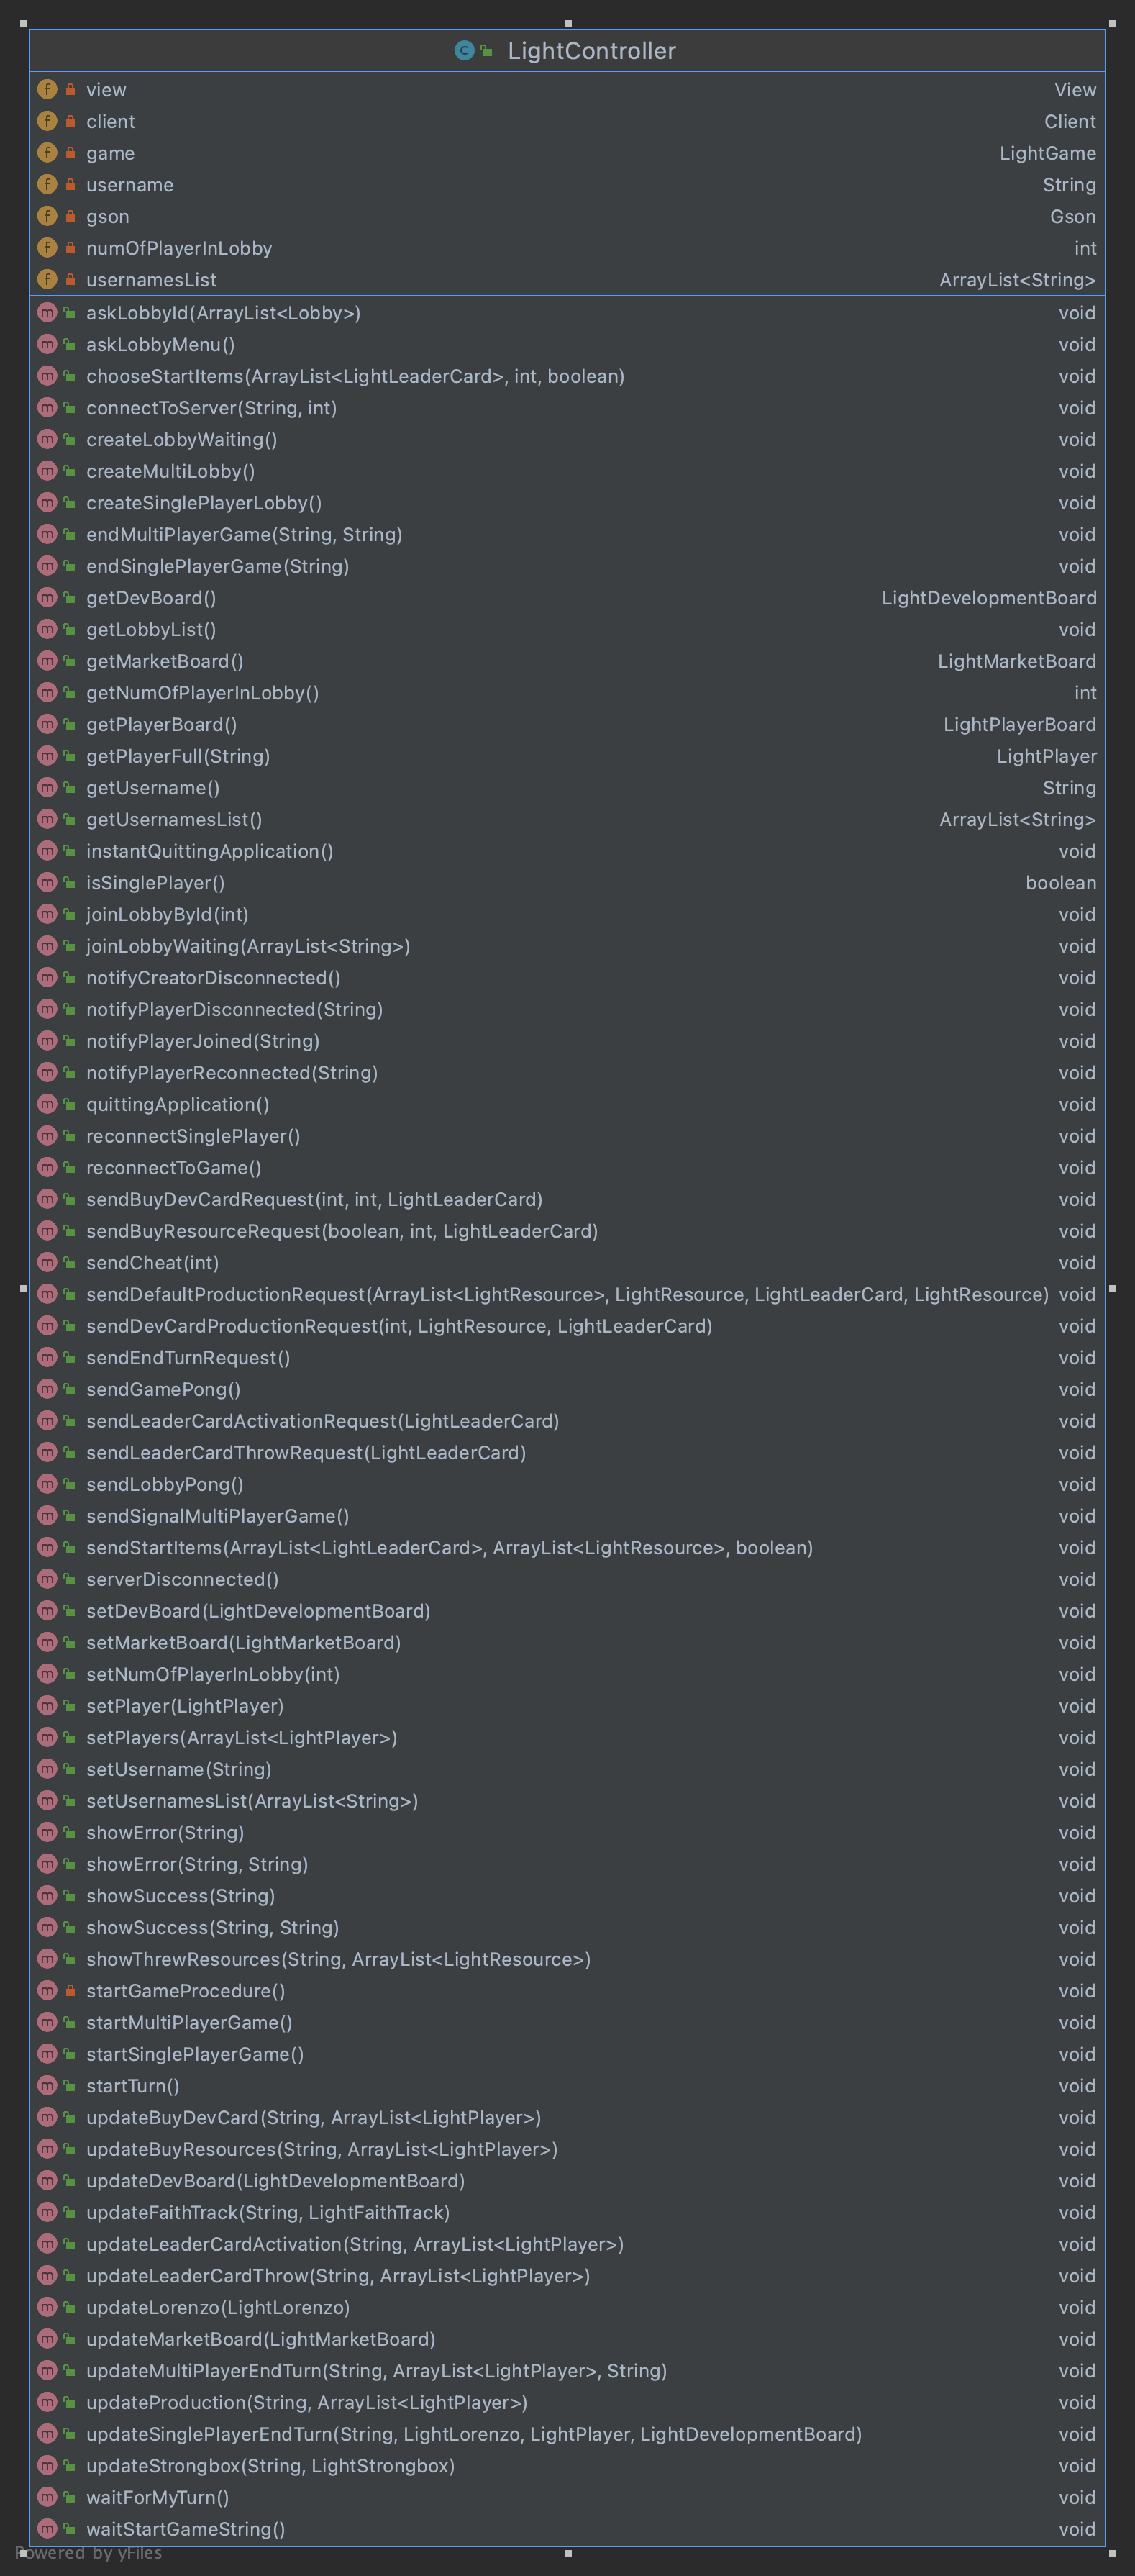 LightController
view View
client Client
game LightGame
username String
gson Gson
numOfPlayerInLobby int
usernamesList ArrayList<String>
askLobbyId(ArrayList<Lobby>) void
askLobbyMenu() void
chooseStartItems(ArrayList<LightLeaderCard>, int, boolean) void
connectToServer(String, int) void
createLobbyWaiting() void
createMultiLobby() void
createSinglePlayerLobby() void
endMultiPlayerGame(String, String) void
endSinglePlayerGame(String) void
getDevBoard() LightDevelopmentBoard
getLobbyList() void
getMarketBoard() LightMarketBoard
getNumOfPlayerInLobby() int
getPlayerBoard() LightPlayerBoard
getPlayerFull(String) LightPlayer
getUsername() String
getUsernamesList() ArrayList<String>
instantQuittingApplication() void
isSinglePlayer() boolean
joinLobbyById(int) void
joinLobbyWaiting(ArrayList<String>) void
notifyCreatorDisconnected() void
notifyPlayerDisconnected(String) void
notifyPlayerJoined(String) void
notifyPlayerReconnected(String) void
quittingApplication() void
reconnectSinglePlayer() void
reconnectToGame() void
sendBuyDevCardRequest(int, int, LightLeaderCard) void
sendBuyResourceRequest(boolean, int, LightLeaderCard) void
sendCheat(int) void
sendDefaultProductionRequest(ArrayList<LightResource>, LightResource, LightLeaderCard, LightResource) void
sendDevCardProductionRequest(int, LightResource, LightLeaderCard) void
sendEndTurnRequest() void
sendGamePong() void
sendLeaderCardActivationRequest(LightLeaderCard) void
sendLeaderCardThrowRequest(LightLeaderCard) void
sendLobbyPong() void
sendSignalMultiPlayerGame() void
sendStartItems(ArrayList<LightLeaderCard>, ArrayList<LightResource>, boolean) void
serverDisconnected() void
setDevBoard(LightDevelopmentBoard) void
setMarketBoard(LightMarketBoard) void
setNumOfPlayerInLobby(int) void
setPlayer(LightPlayer) void
setPlayers(ArrayList<LightPlayer>) void
setUsername(String) void
setUsernamesList(ArrayList<String>) void
showError(String) void
showError(String, String) void
showSuccess(String) void
showSuccess(String, String) void
showThrewResources(String, ArrayList<LightResource>) void
startGameProcedure() void
startMultiPlayerGame() void
startSinglePlayerGame() void
startTurn() void
updateBuyDevCard(String, ArrayList<LightPlayer>) void
updateBuyResources(String, ArrayList<LightPlayer>) void
updateDevBoard(LightDevelopmentBoard) void
updateFaithTrack(String, LightFaithTrack) void
updateLeaderCardActivation(String, ArrayList<LightPlayer>) void
updateLeaderCardThrow(String, ArrayList<LightPlayer>) void
updateLorenzo(LightLorenzo) void
updateMarketBoard(LightMarketBoard) void
updateMultiPlayerEndTurn(String, ArrayList<LightPlayer>, String) void
updateProduction(String, ArrayList<LightPlayer>) void
updateSinglePlayerEndTurn(String, LightLorenzo, LightPlayer, LightDevelopmentBoard) void
updateStrongbox(String, LightStrongbox) void
waitForMyTurn() void
waitStartGameString() void
Powered by yFiles